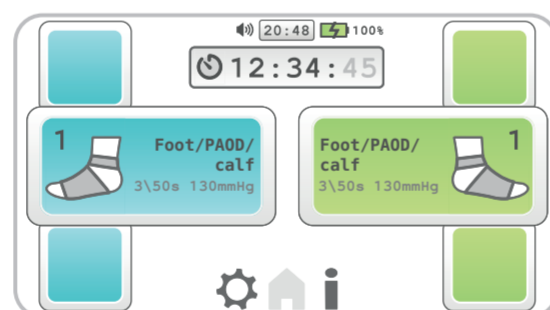 20:48 100%
12:34:45
1
Foot/PAOD/
calf
3\50s 130mmHg
Foot/PAOD/
calf
3\50s 130mmHg
1